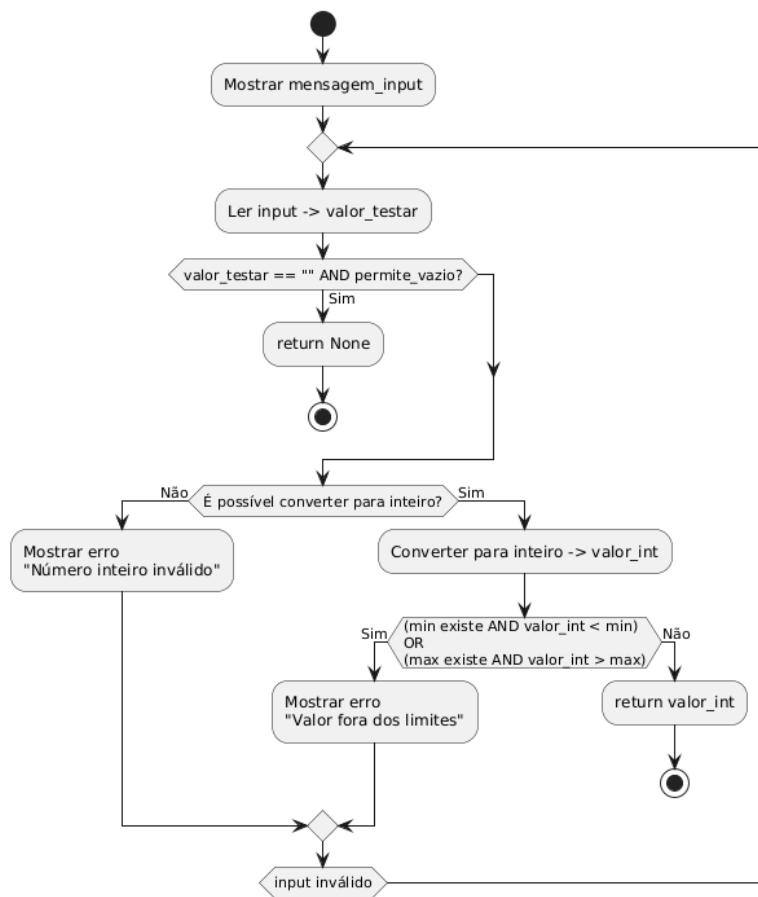 Mostrar mensagem_input
Ler input -> valor_testar
valor_testar == "" AND permite_vazio?
Sim
return None
Não
É possível converter para inteiro?
Sim
Mostrar erro
"Número inteiro inválido"
Converter para inteiro -> valor_int
Sim
(min existe AND valor_int < min)
OR
(max existe AND valor_int > max)
Não
Mostrar erro
"Valor fora dos limites"
return valor_int
input inválido